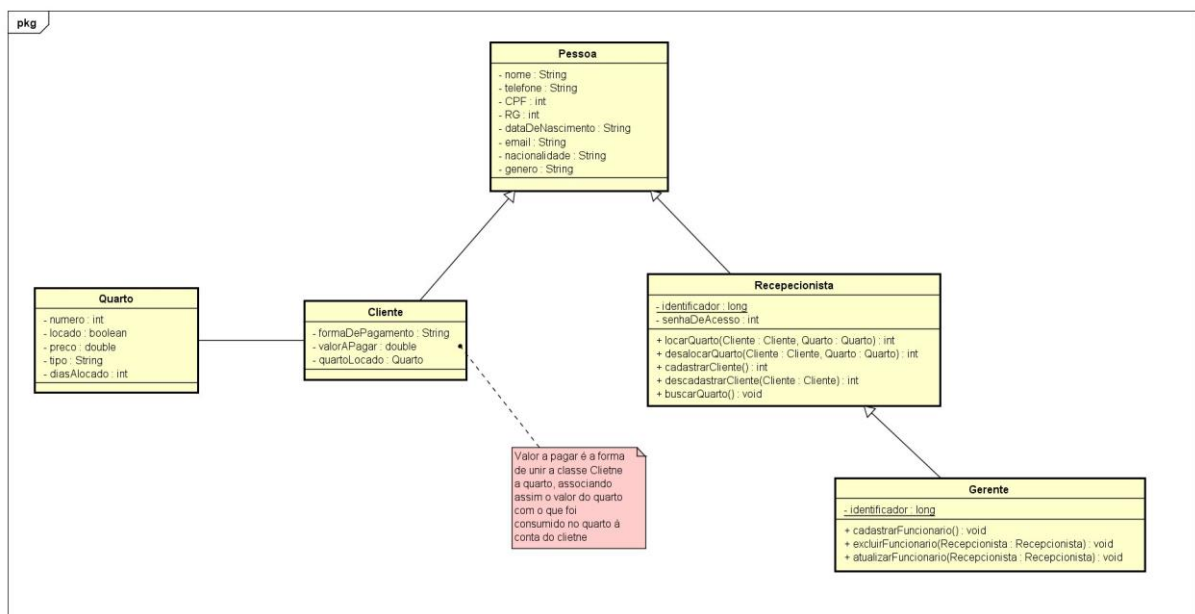 pkg
Pessoa
- nome : String
- telefone : String
- CPF : int
- RG : int
- dataDeNascimento : String
- email : String
- nacionalidade : String
- genero : String
Quarto
- numero : int
- locado : boolean
- preco : double
- tipo : String
- diasAlocado : int
Cliente
- formaDePagamento : String
- valorAPagar : double
- quartoLocado : Quarto
Recepecionista
- identificador : long
- senhaDeAcesso : int
+ locarQuarto(Cliente : Cliente, Quarto : Quarto) : int
+ desalocarQuarto(Cliente : Cliente, Quarto : Quarto) : int
+ cadastrarCliente() : int
+ descadastrarCliente(Cliente : Cliente) : int
+ buscarQuarto() : void
Valor a pagar é a forma
de unir a classe Clietne
a quarto, associando
assim o valor do quarto
com o que foi
consumido no quarto à
conta do clietne
Gerente
- identificador : long
+ cadastrarFuncionario() : void
+ excluirFuncionario(Recepcionista : Recepcionista) : void
+ atualizarFuncionario(Recepcionista : Recepcionista) : void